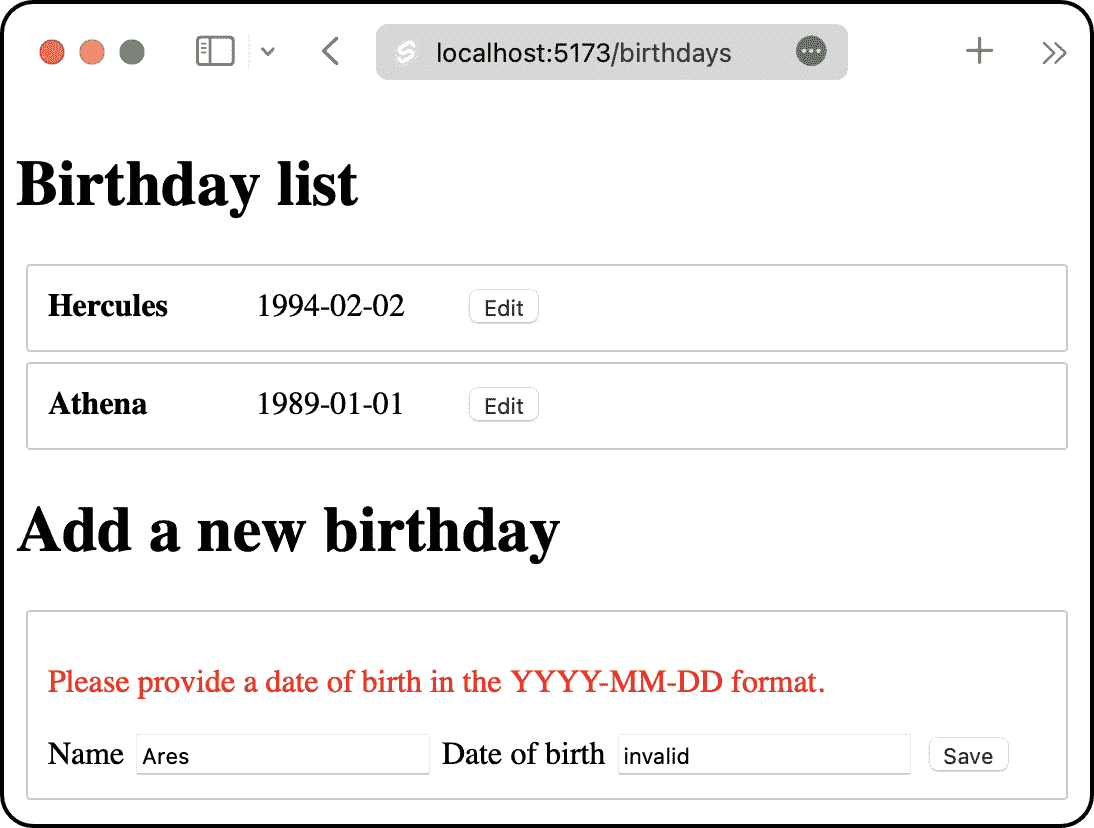 localhost:5173/birthdays
Birthday list
Hercules 1994-02-02 Edit
Athena 1989-01-01 Edit
Add a new birthday
Please provide a date of birth in the YYYY-MM-DD format.
Name Ares Date of birth invalid Save